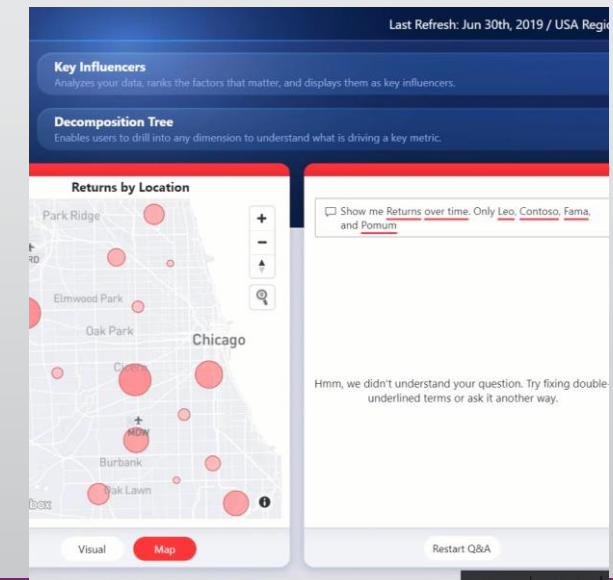 Last Refresh: Jun 30th, 2019 / USA Regio
Key Influencers
Analyzes your data, ranks the factors that matter, and displays them as key influencers.
Decomposition Tree
Enables users to drill into any dimension to understand what is driving a key metric.
Returns by Location
Park Ridge
RD
Elmwood Park
Oak Park
Chicago
Cicero
MDW
Burbank
Oak Lawn
box
Visual
Map
Show me Returns over time. Only Leo, Contoso, Fama,
and Pomum
Hmm, we didn't understand your question. Try fixing double-
underlined terms or ask it another way.
Restart Q&A